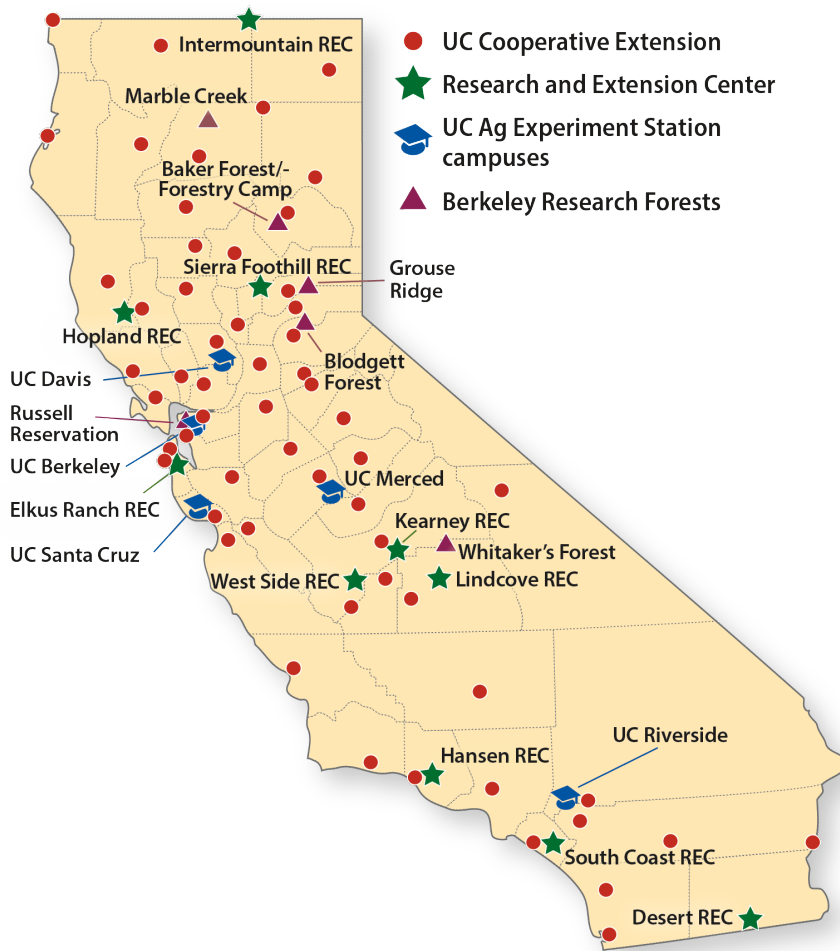 UC Cooperative Extension
Research and Extension Center
UC Ag Experiment Station
campuses
Berkeley Research Forests
Intermountain REC
Marble Creek
Baker Forest/-
Forestry Camp
Sierra Foothill REC
Grouse
Ridge
Hopland REC
Blodgett
Forest
UC Davis
Russell
Reservation
UC Berkeley
UC Merced
Elkus Ranch REC
Kearney REC
UC Santa Cruz
Whitaker's Forest
West Side REC
Lindcove REC
UC Riverside
Hansen REC
South Coast REC
Desert REC